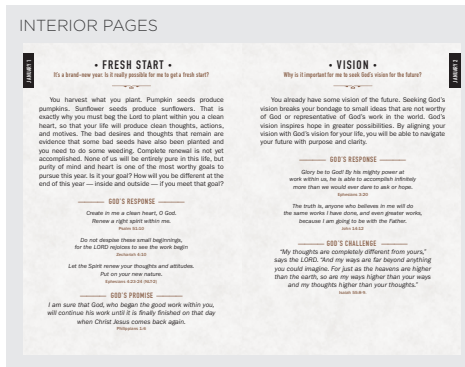 INTERIOR PAGES
JANUARY 1
• FRESH START •
It's a brand-new year. Is it really possible for me to get a fresh start?
You harvest what you plant. Pumpkin seeds produce
pumpkins. Sunflower seeds produce sunflowers. That is
exactly why you must beg the Lord to plant within you a clean
heart, so that your life will produce clean thoughts, actions,
and motives. The bad desires and thoughts that remain are
evidence that some bad seeds have also been planted and
you need to do some weeding. Complete renewal is not yet
accomplished. None of us will be entirely pure in this life, but
purity of mind and heart is one of the most worthy goals to
pursue this year. Is it your goal? How will you be different at the
end of this year — inside and outside — if you meet that goal?
GOD'S RESPONSE
Create in me a clean heart, O God.
Renew a right spirit within me.
Psalm 51:10
Do not despise these small beginnings,
for the LORD rejoices to see the work begin
Zechariah 4:10
Let the Spirit renew your thoughts and attitudes.
Put on your new nature.
Ephesians 4:23-24 (NLT2)
GOD'S PROMISE
I am sure that God, who began the good work within you,
will continue his work until it is finally finished on that day
when Christ Jesus comes back again.
Philippians 1:6
JANUARY 2
• VISION •
Why is it important for me to seek God's vision for the future?
You already have some vision of the future. Seeking God's
vision breaks your bondage to small ideas that are not worthy
of God or representative of God's work in the world. God's
vision inspires hope in greater possibilities. By aligning your
vision with God's vision for your life, you will be able to navigate
your future with purpose and clarity.
GOD'S RESPONSE
Glory be to God! By his mighty power at
work within us, he is able to accomplish infinitely
more than we would ever dare to ask or hope.
Ephesians 3:20
The truth is, anyone who believes in me will do
the same works I have done, and even greater works,
because I am going to be with the Father.
John 14:12
GOD'S CHALLENGE
"My thoughts are completely different from yours,"
says the LORD. "And my ways are far beyond anything
you could imagine. For just as the heavens are higher
than the earth, so are my ways higher than your ways
and my thoughts higher than your thoughts."
Isaiah 55:8-9